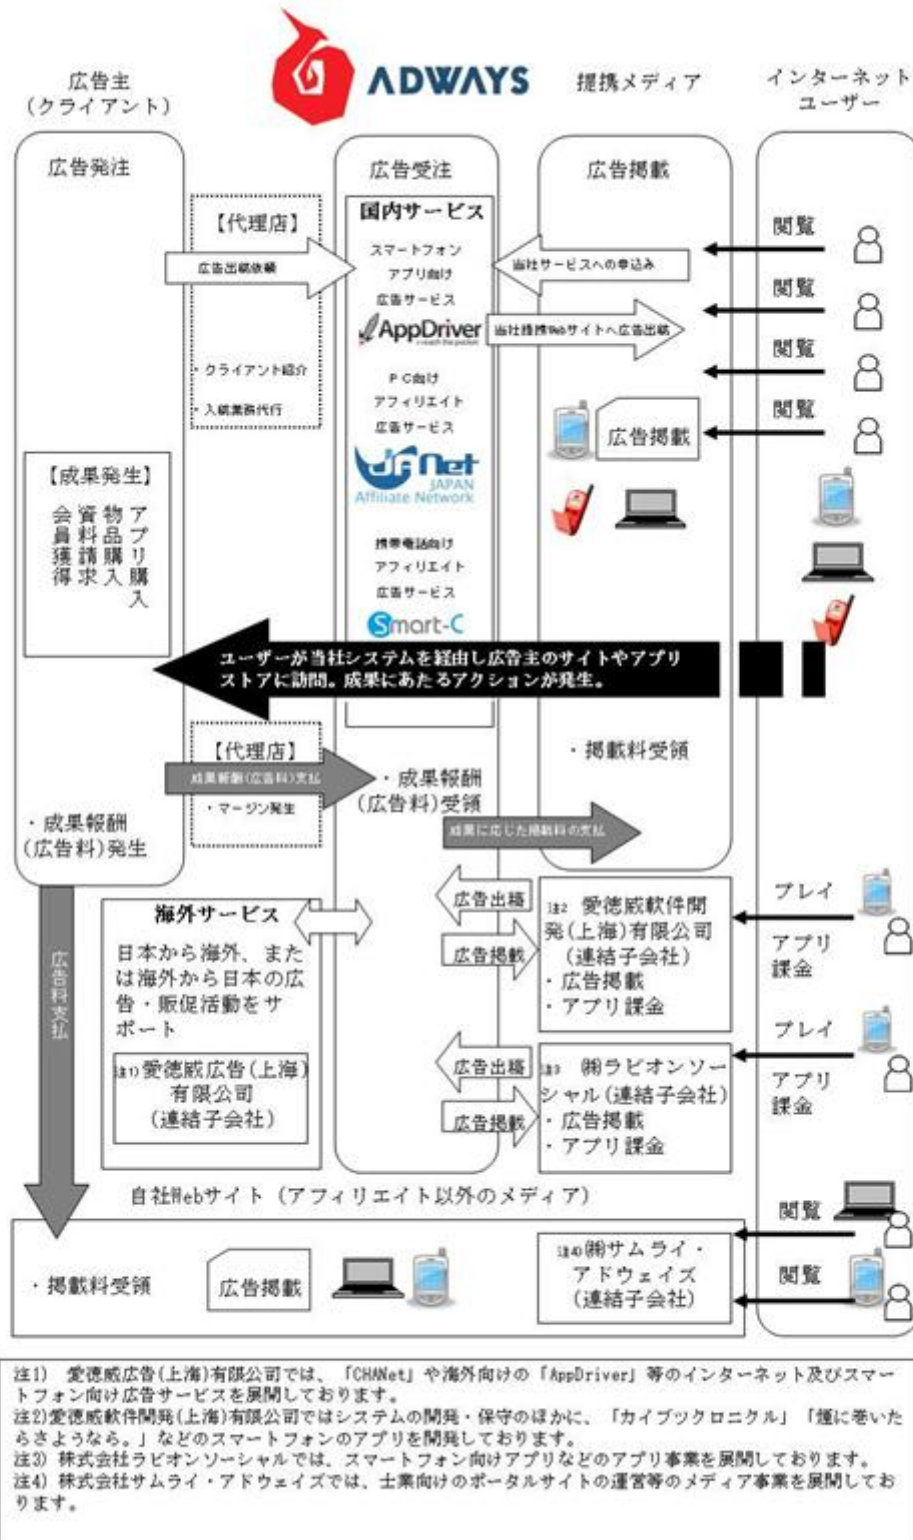 広告主
(クライアント)
ADWAYS
提携メディア
インターネット
ユーザー
広告発注
広告受注
広告掲載
【代理店】
広告出稿依頼
・クライアント紹介
・入稿業務代行
国内サービス
スマートフォン
アプリ向け
広告サービス
AppDriver
PC向け
アフィリエイト
広告サービス
JANet
JAPAN
Affiliate Network
携帯電話向け
アフィリエイト
広告サービス
Smart-C
当社サービスへの申込み
当社提携Webサイトへ広告出稿
広告掲載
閲覧
閲覧
閲覧
閲覧
【成果発生】
アプリ購入
物品購入
資料請求
会員獲得
ユーザーが当社システムを経由し広告主のサイトやアプリ
ストアに訪問。成果にあたるアクションが発生。
【代理店】
成果報酬(広告料)支払
・マージン発生
・成果報酬
(広告料)受領
・掲載料受領
成果に応じた掲載料の支払
・成果報酬
(広告料)発生
広告料支払
海外サービス
日本から海外、また
は海外から日本の広
告・販促活動をサ
ポート
注1)愛徳威広告(上海)
有限公司
(連結子会社)
広告出稿
広告掲載
注2 愛徳威軟件開
発(上海)有限公司
(連結子会社)
・広告掲載
・アプリ課金
プレイ
アプリ
課金
広告出稿
広告掲載
注3 ㈱ラビオンソー
シャル(連結子会社)
・広告掲載
・アプリ課金
プレイ
アプリ
課金
自社Webサイト(アフィリエイト以外のメディア)
・掲載料受領
広告掲載
注4)㈱サムライ・
アドウェイズ
(連結子会社)
閲覧
閲覧
注1) 愛徳威広告(上海)有限公司では、「CHANet」や海外向けの「AppDriver」等のインターネット及びスマー
トフォン向け広告サービスを展開しております。
注2)愛徳威軟件開発(上海)有限公司ではシステムの開発・保守のほかに、「カイブツクロニクル」「煙に巻いた
らさようなら。」などのスマートフォンのアプリを開発しております。
注3) 株式会社ラビオンソーシャルでは、スマートフォン向けアプリなどのアプリ事業を展開しております。
注4) 株式会社サムライ・アドウェイズでは、士業向けのポータルサイトの運営等のメディア事業を展開してお
ります。